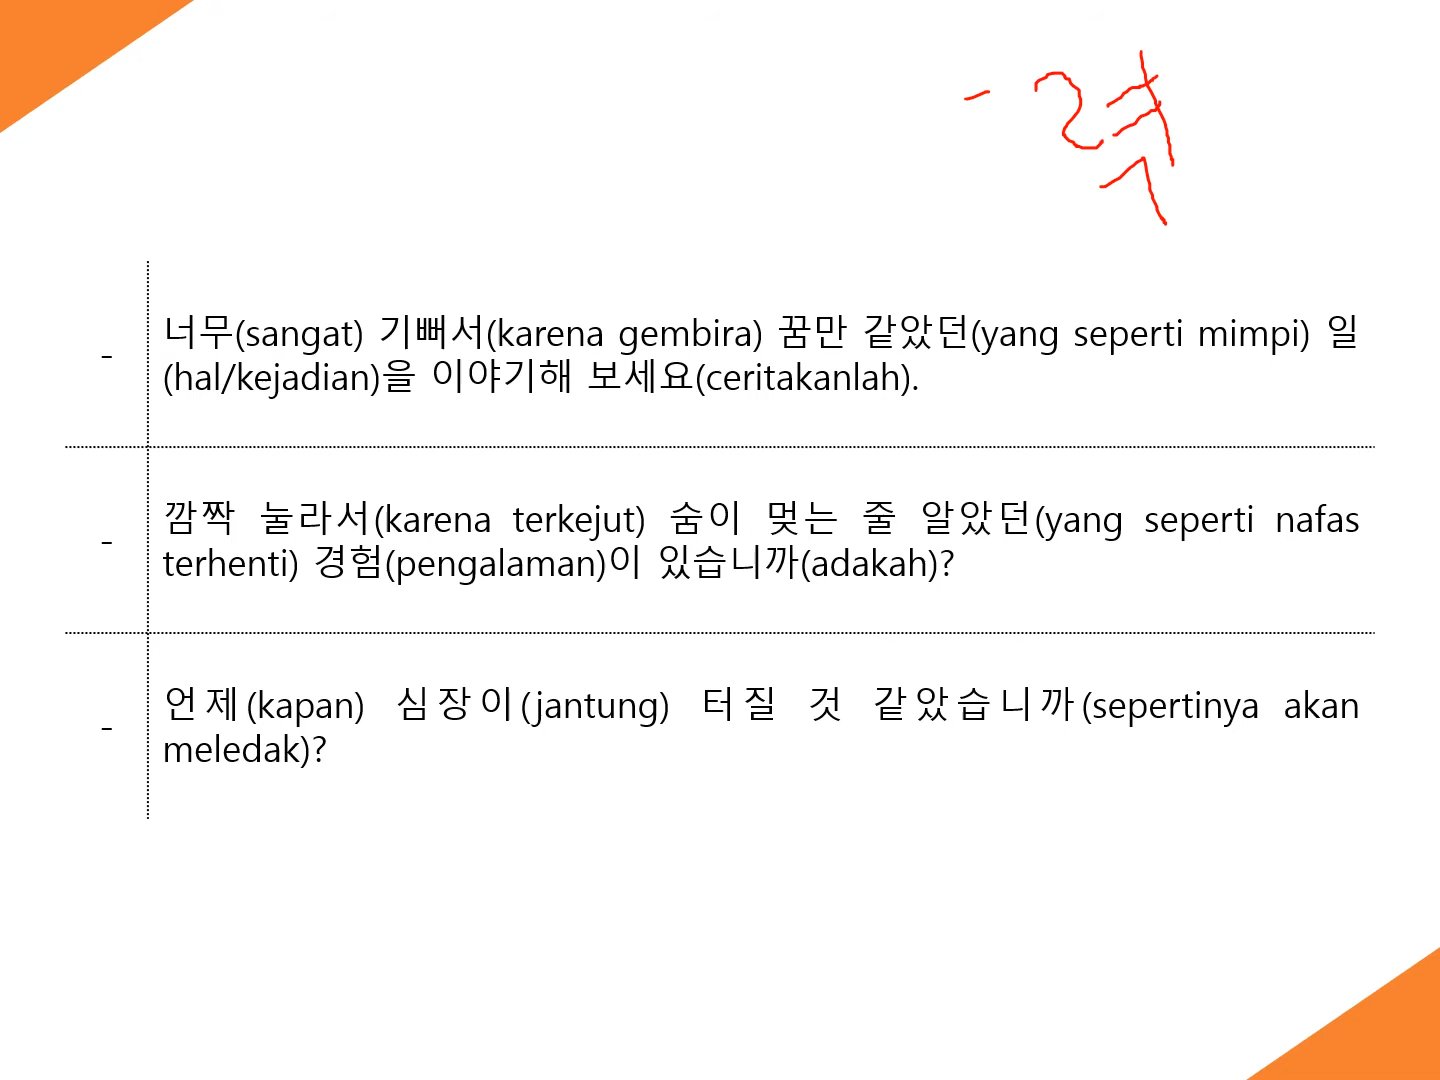 - 너무(sangat) 기뻐서(karena gembira) 꿈만 같았던(yang seperti mimpi) 일
(hal/kejadian)을 이야기해 보세요(ceritakanlah).
- 깜짝 눌라서(karena terkejut) 숨이 멎는 줄 알았던(yang seperti nafas
terhenti) 경험(pengalaman)이 있습니까(adakah)?
- 언제(kapan) 심장이(jantung) 터질 것 같았습니까(sepertinya akan
meledak)?